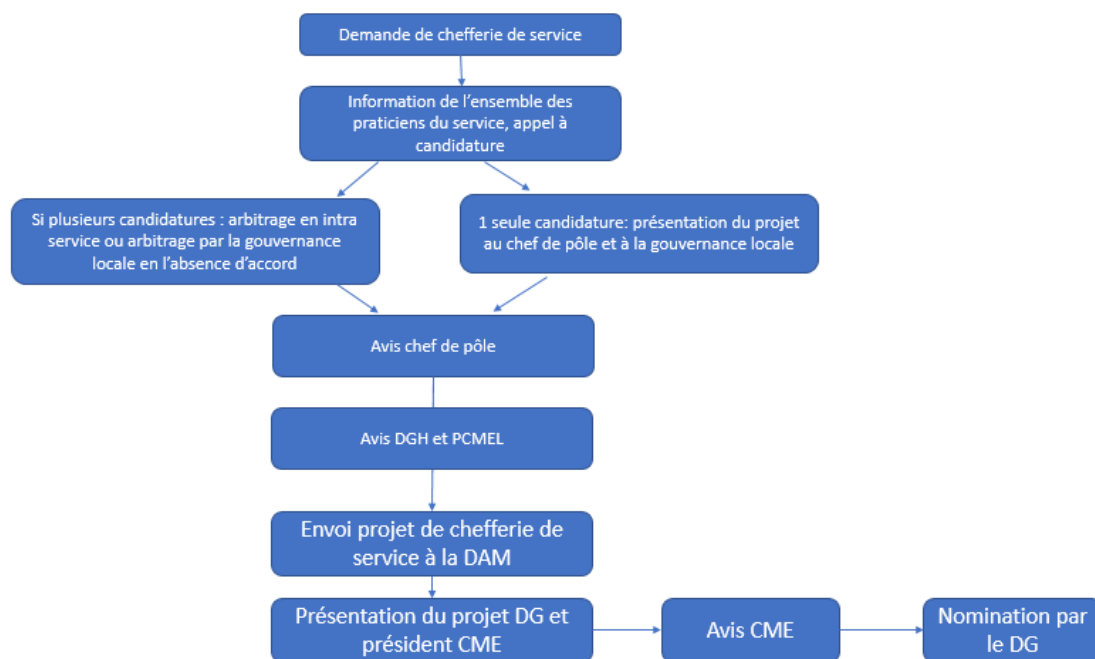 Demande de chefferie de service
Information de l’ensemble des
praticiens du service, appel à
candidature
Si plusieurs candidatures : arbitrage en intra
service ou arbitrage par la gouvernance
locale en l’absence d’accord
1 seule candidature: présentation du projet
au chef de pôle et à la gouvernance locale
Avis chef de pôle
Avis DGH et PCMEL
Envoi projet de chefferie de
service à la DAM
Présentation du projet DG et
président CME
Avis CME
Nomination par
le DG